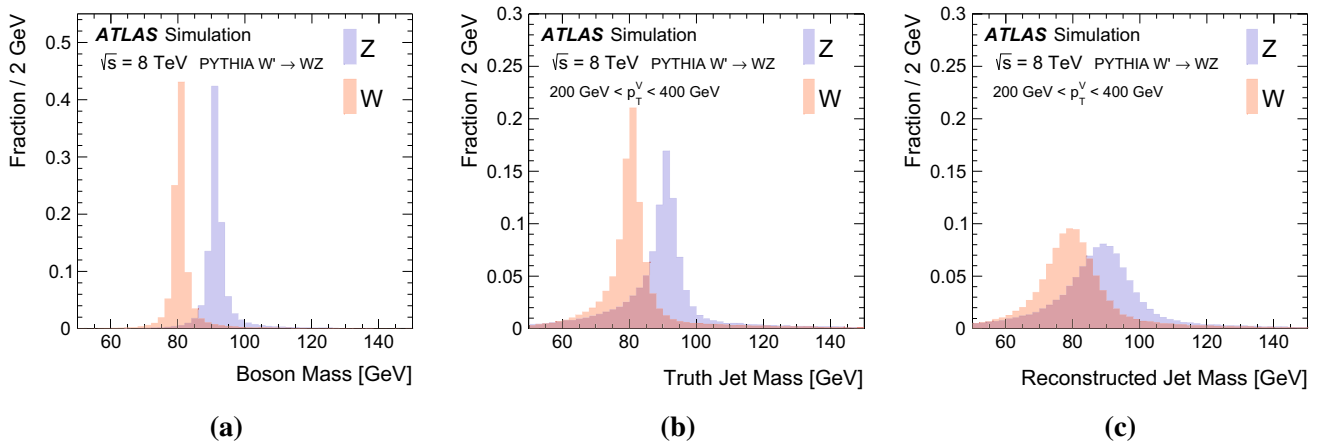 ATLAS Simulation
√s = 8 TeV PYTHIA W' → WZ
Z
W
Fraction / 2 GeV
0.5
0.4
0.3
0.2
0.1
0
60 80 100 120 140
Boson Mass [GeV]
(a)
ATLAS Simulation
√s = 8 TeV PYTHIA W' → WZ
200 GeV < p_T^V < 400 GeV
Z
W
Fraction / 2 GeV
0.3
0.25
0.2
0.15
0.1
0.05
0
60 80 100 120 140
Truth Jet Mass [GeV]
(b)
ATLAS Simulation
√s = 8 TeV PYTHIA W' → WZ
200 GeV < p_T^V < 400 GeV
Z
W
Fraction / 2 GeV
0.3
0.25
0.2
0.15
0.1
0.05
0
60 80 100 120 140
Reconstructed Jet Mass [GeV]
(c)